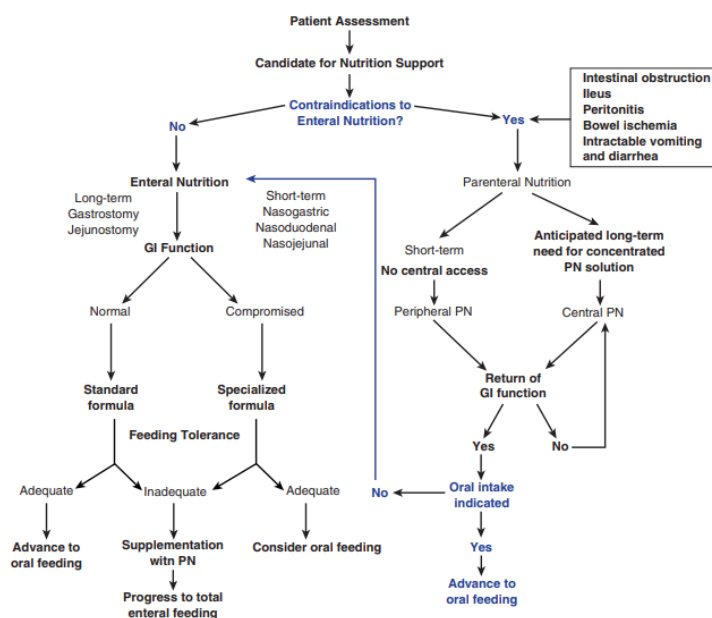 Patient Assessment
Candidate for Nutrition Support
Contraindications to
Enteral Nutrition?
No
Yes
Intestinal obstruction
Ileus
Peritonitis
Bowel ischemia
Intractable vomiting
and diarrhea
Enteral Nutrition
Long-term
Gastrostomy
Jejunostomy
Short-term
Nasogastric
Nasoduodenal
Nasojejunal
GI Function
Parenteral Nutrition
Short-term
No central access
Anticipated long-term
need for concentrated
PN solution
Normal
Compromised
Peripheral PN
Central PN
Standard
formula
Specialized
formula
Return of
GI function
Feeding Tolerance
Yes
No
Adequate
Inadequate
Adequate
No
Oral intake
indicated
Advance to
oral feeding
Supplementation
witn PN
Consider oral feeding
Yes
Progress to total
enteral feeding
Advance to
oral feeding